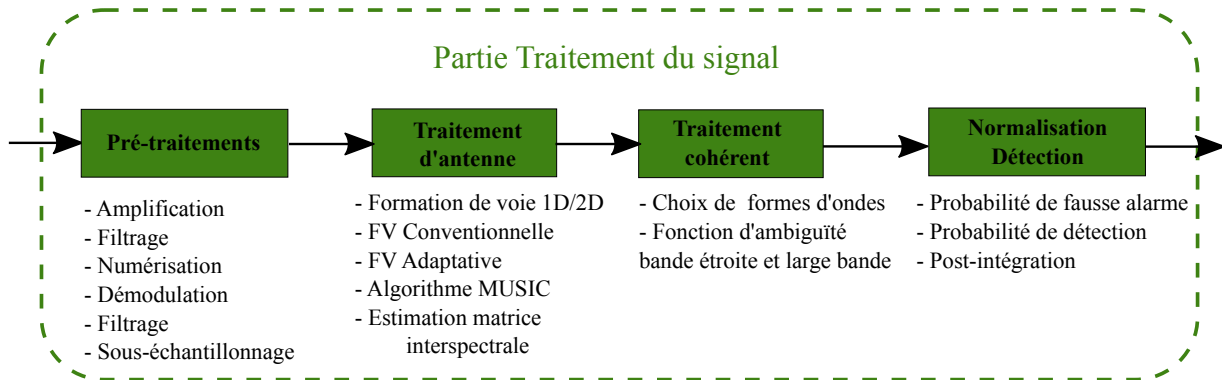 Partie Traitement du signal
Pré-traitements
- Amplification
- Filtrage
- Numérisation
- Démodulation
- Filtrage
- Sous-échantillonnage
Traitement
d'antenne
- Formation de voie 1D/2D
- FV Conventionnelle
- FV Adaptative
- Algorithme MUSIC
- Estimation matrice
interspectrale
Traitement
cohérent
- Choix de formes d'ondes
- Fonction d'ambiguïté
bande étroite et large bande
Normalisation
Détection
- Probabilité de fausse alarme
- Probabilité de détection
- Post-intégration